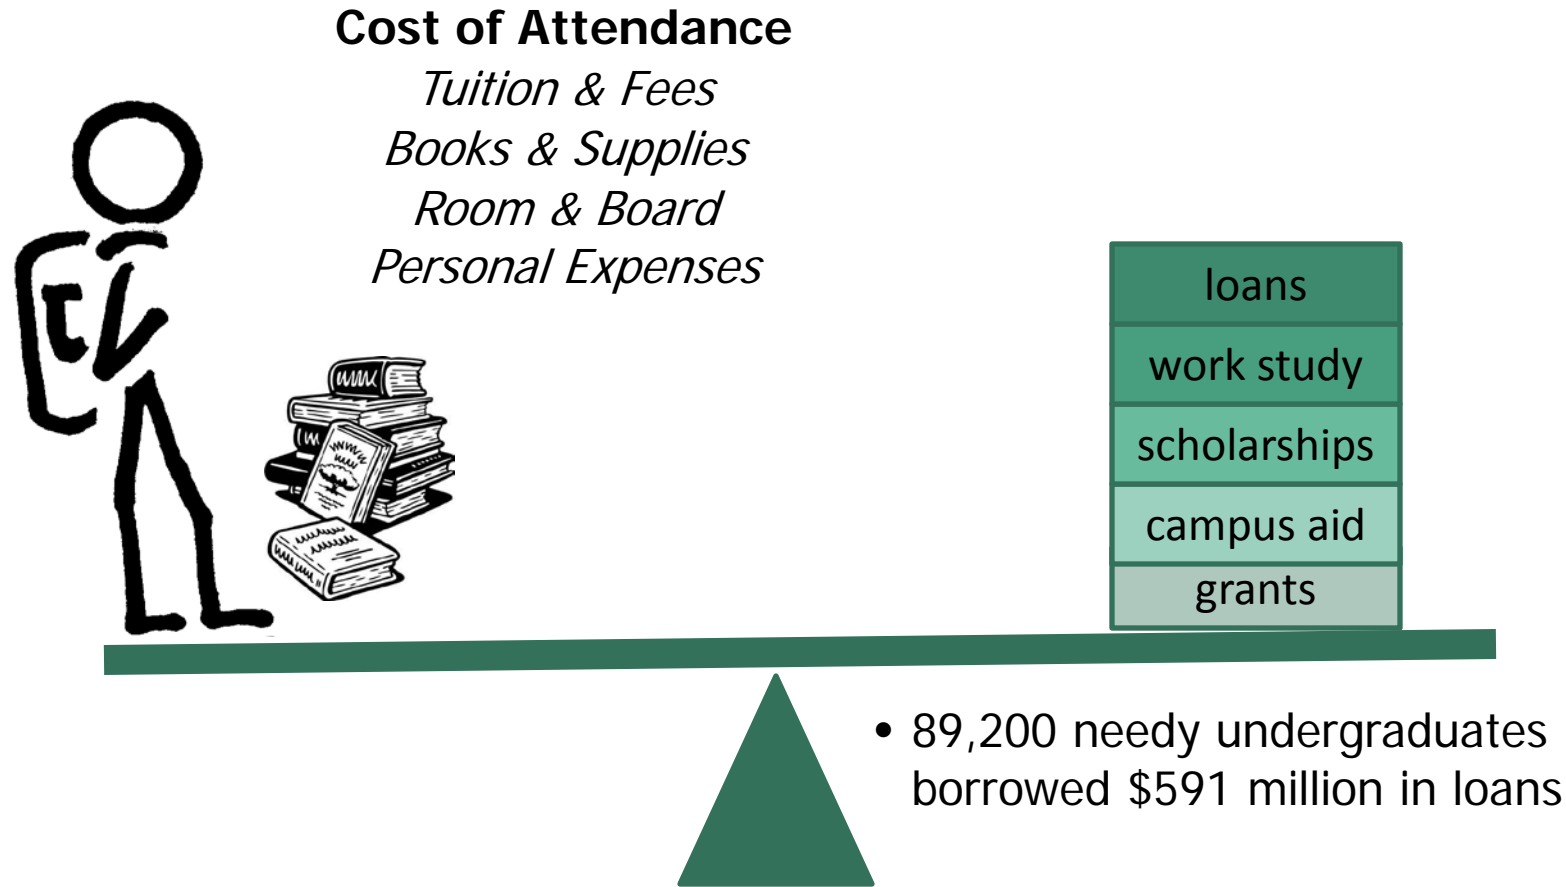 Cost of Attendance
Tuition & Fees
Books & Supplies
Room & Board
Personal Expenses
loans
work study
scholarships
campus aid
grants
• 89,200 needy undergraduates
borrowed $591 million in loans